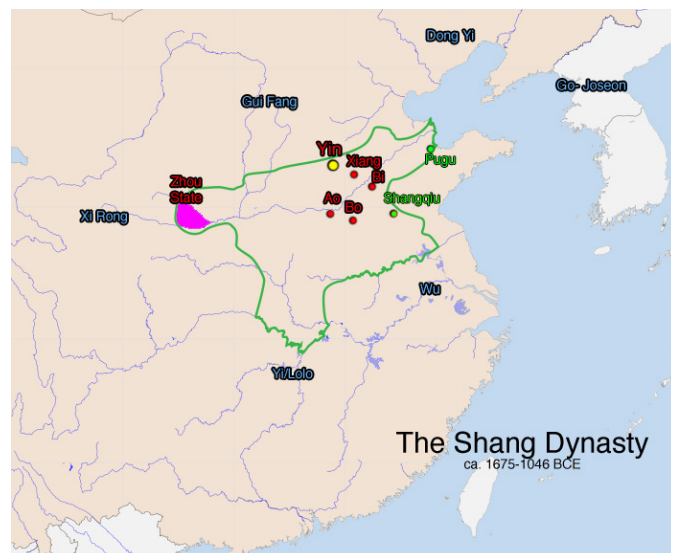 Dong Yi
Go- Joseon
Gui Fang
Yin
Xiang
Pugu
Bi
Zhou
State
Ao
Bo
Shangqiu
Xi Rong
Wu
Yi/Lolo
The Shang Dynasty
ca. 1675-1046 BCE